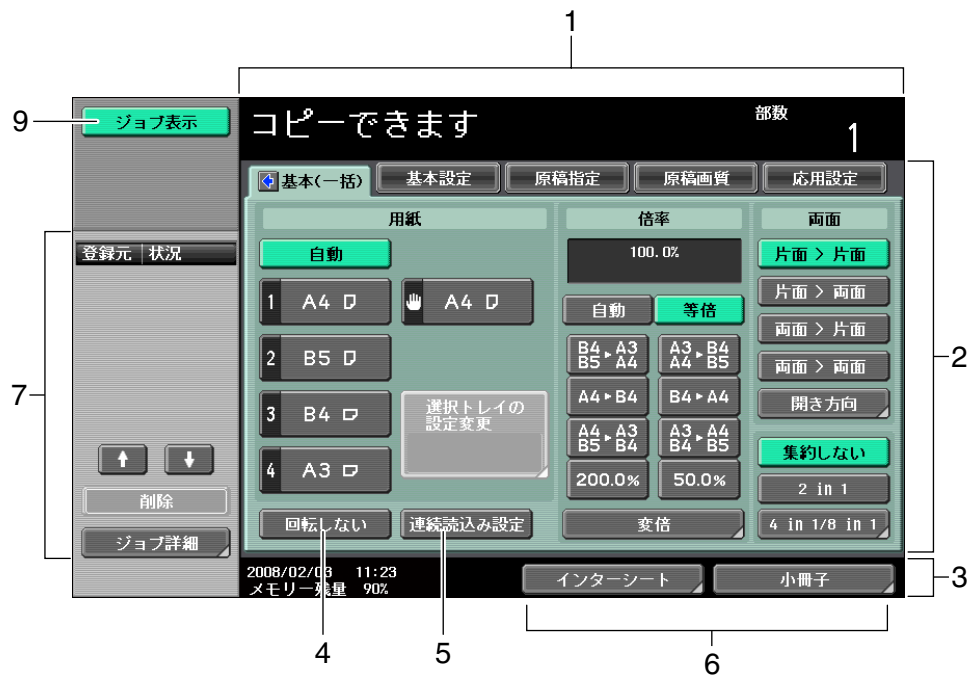 1
9
ジョブ表示
コピーできます
部数
1
基本(一括)
基本設定
原稿指定
原稿画質
応用設定
7
登録元 状況
削除
ジョブ詳細
用紙
自動
1 A4
A4
2 B5
3 B4
4 A3
選択トレイの
設定変更
回転しない
連続読込み設定
倍率
100.0%
自動
等倍
B4▶A3
B5 A4
A3▶B4
A4 B5
A4▶B4
B4▶A4
A4▶A3
B5 B4
A3▶A4
B4 B5
200.0%
50.0%
変倍
両面
片面 > 片面
片面 > 両面
両面 > 片面
両面 > 両面
開き方向
集約しない
2 in 1
4 in 1/8 in 1
2
2008/02/03 11:23
メモリー残量 90%
インターシート
小冊子
3
4
5
6